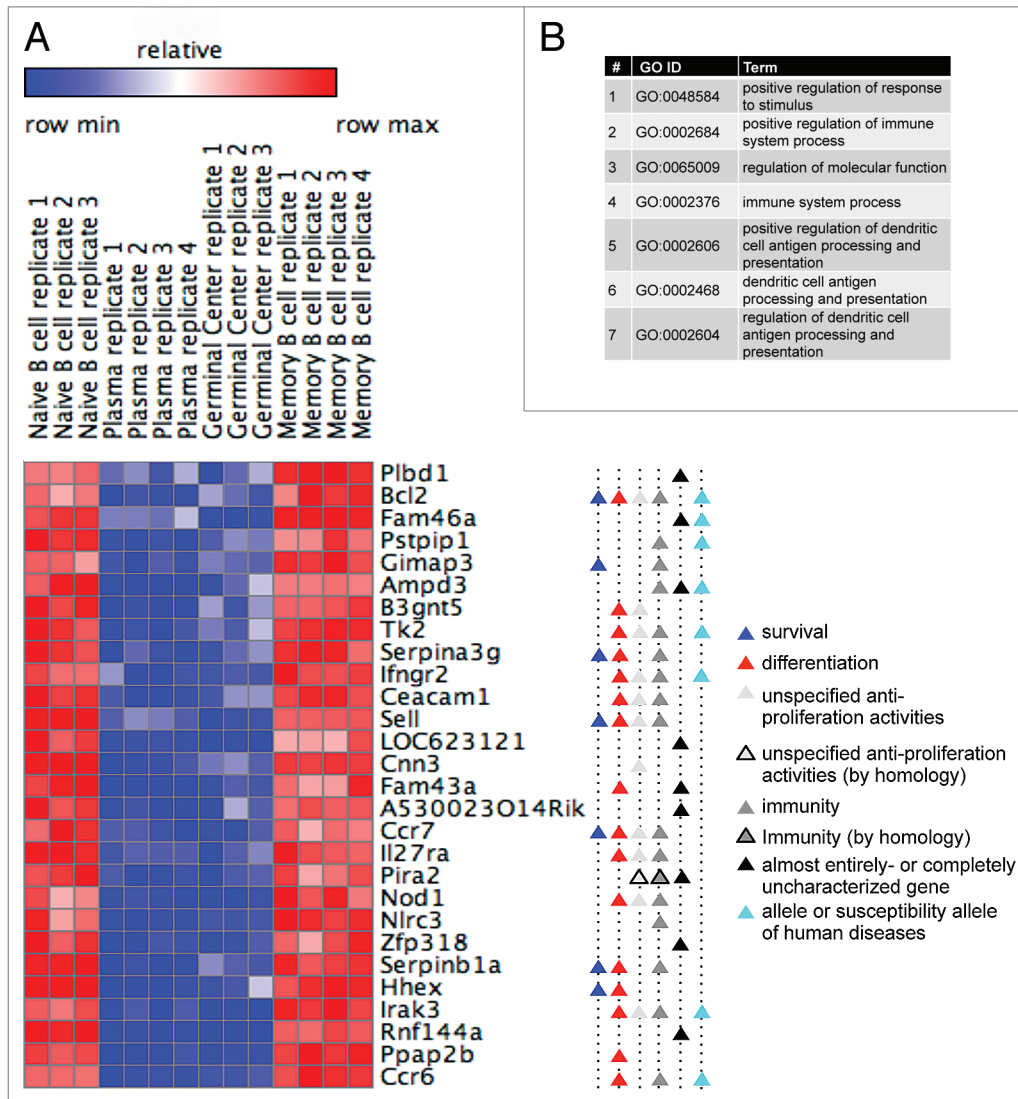 A
relative
row min
row max
Naive B cell replicate 1
Naive B cell replicate 2
Naive B cell replicate 3
Plasma replicate 1
Plasma replicate 2
Plasma replicate 3
Plasma replicate 4
Germinal Center replicate 1
Germinal Center replicate 2
Germinal Center replicate 3
Memory B cell replicate 1
Memory B cell replicate 2
Memory B cell replicate 3
Memory B cell replicate 4
Plbd1
Bcl2
Fam46a
Pstpip1
Gimap3
Ampd3
B3gnt5
Tk2
Serpina3g
Ifngr2
Ceacam1
Sell
LOC623121
Cnn3
Fam43a
A530023O14Rik
Ccr7
Il27ra
Pira2
Nod1
Nlrc3
Zfp318
Serpinb1a
Hhex
Irak3
Rnf144a
Ppap2b
Ccr6
B
# GO ID Term
1 GO:0048584 positive regulation of response
to stimulus
2 GO:0002684 positive regulation of immune
system process
3 GO:0065009 regulation of molecular function
4 GO:0002376 immune system process
5 GO:0002606 positive regulation of dendritic
cell antigen processing and
presentation
6 GO:0002468 dendritic cell antigen
processing and presentation
7 GO:0002604 regulation of dendritic cell
antigen processing and
presentation
survival
differentiation
unspecified anti-
proliferation activities
unspecified anti-proliferation
activities (by homology)
immunity
Immunity (by homology)
almost entirely- or completely
uncharacterized gene
allele or susceptibility allele
of human diseases